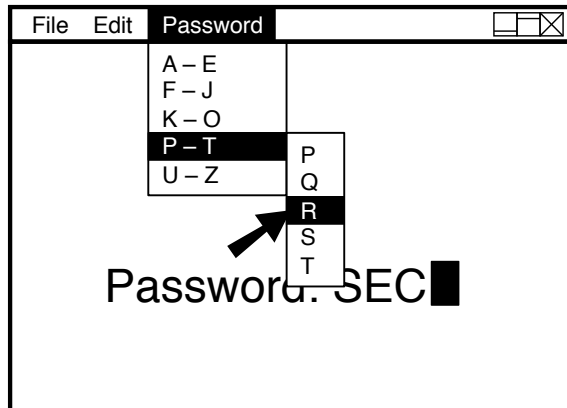 File Edit Password
A – E
F – J
K – O
P – T
U – Z
P
Q
R
S
T
Password: SEC